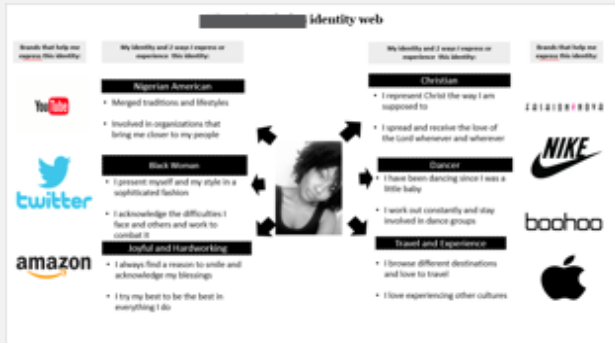 identity web
Brands that help me
express this identity:
My identity and 2 ways I express or
experience this identity:
My identity and 2 ways I express or
experience this identity:
Brands that help me
express this identity:
Nigerian American
• Merged traditions and lifestyles
• Involved in organizations that
bring me closer to my people
Black Woman
• I present myself and my style in a
sophisticated fashion
• I acknowledge the difficulties I
face and others and work to
combat it
Joyful and Hardworking
• I always find a reason to smile and
acknowledge my blessings
• I try my best to be the best in
everything I do
YouTube
twitter
amazon
Christian
• I represent Christ the way I am
supposed to
• I spread and receive the love of
the Lord whenever and wherever
Dancer
• I have been dancing since I was a
little baby
• I work out constantly and stay
involved in dance groups
Travel and Experience
• I browse different destinations
and love to travel
• I love experiencing other cultures
FASHION NOVA
NIKE
boohoo